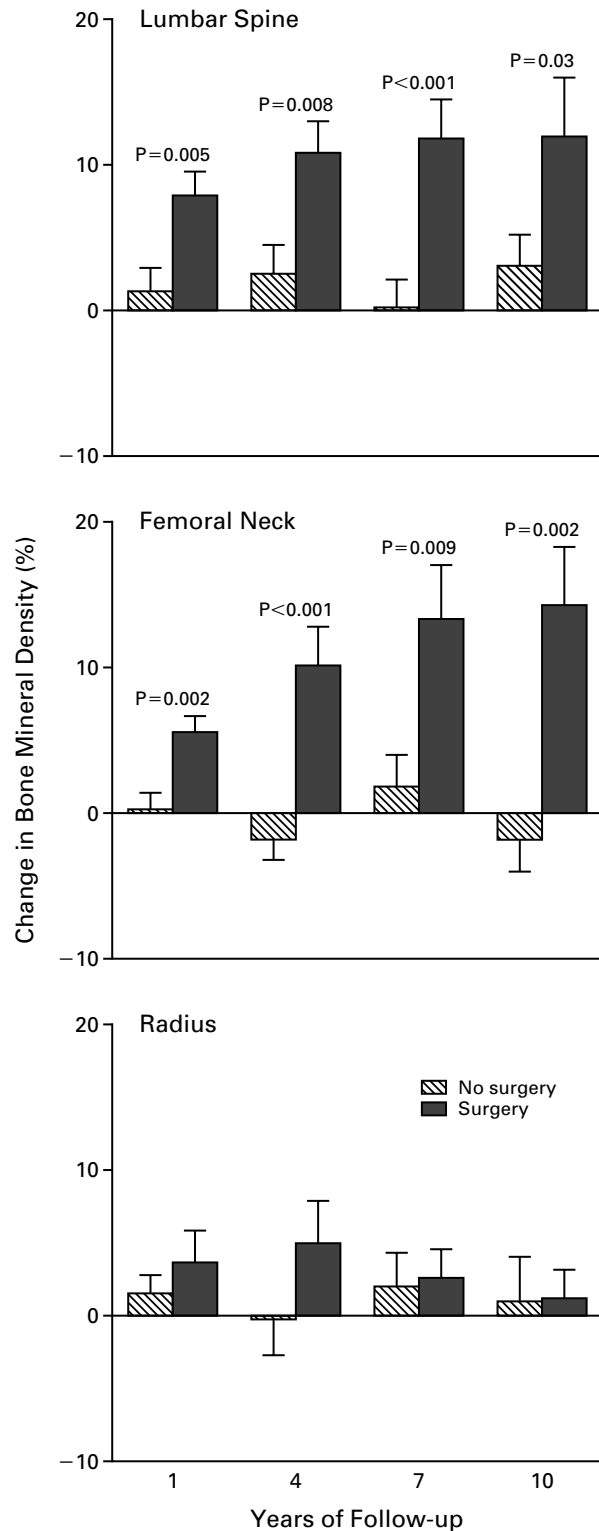 Change in Bone Mineral Density (%)
Lumbar Spine
20
10
0
−10
P=0.005
P=0.008
P<0.001
P=0.03
Femoral Neck
20
10
0
−10
P=0.002
P<0.001
P=0.009
P=0.002
Radius
20
10
0
−10
No surgery
Surgery
1 4 7 10
Years of Follow-up